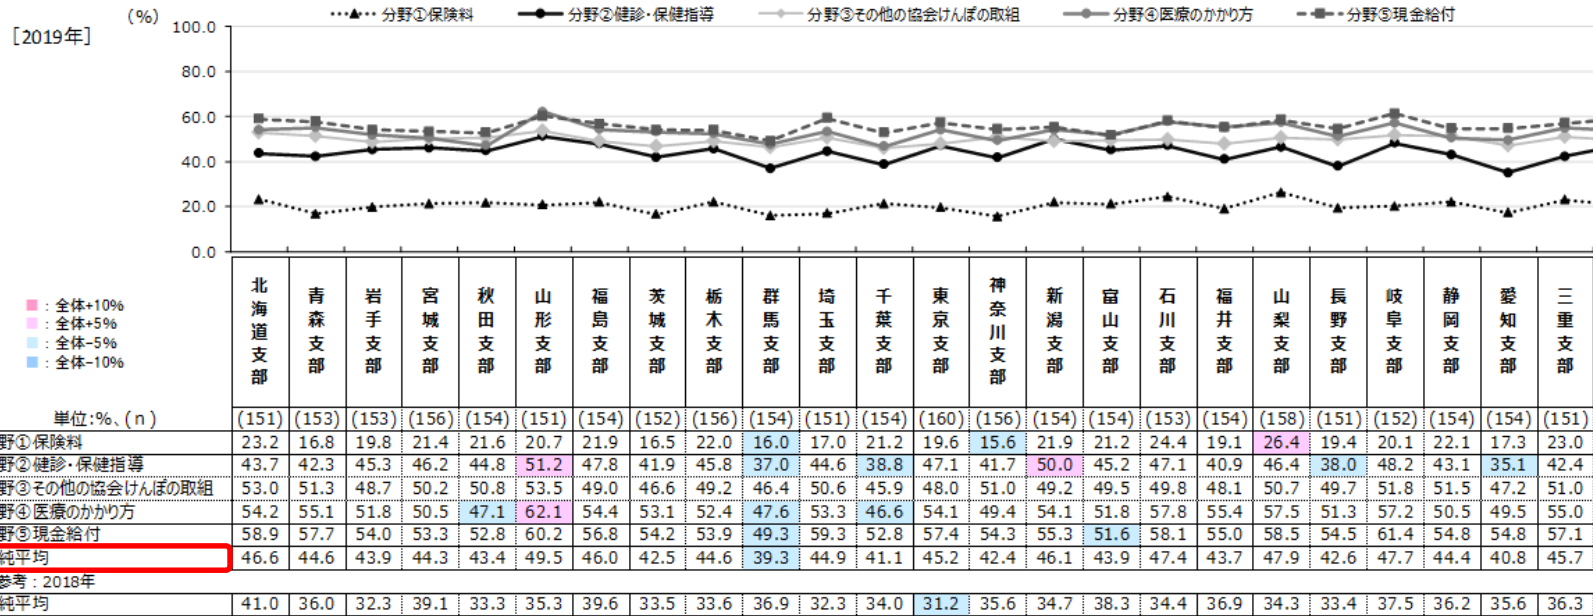 [2019年]
(%)
分野①保険料 分野②健診・保健指導 分野③その他の協会けんぽの取組 分野④医療のかかり方 分野⑤現金給付
100.0
80.0
60.0
40.0
20.0
0.0
：全体+10%
：全体+5%
：全体-5%
：全体-10%
北海道支部 青森支部 岩手支部 宮城支部 秋田支部 山形支部 福島支部 茨城支部 栃木支部 群馬支部 埼玉支部 千葉支部 東京支部 神奈川支部 新潟支部 富山支部 石川支部 福井支部 山梨支部 長野支部 岐阜支部 静岡支部 愛知支部 三重支部
単位:%、(n) (151) (153) (153) (156) (154) (151) (154) (152) (156) (154) (151) (154) (160) (156) (154) (154) (153) (154) (158) (151) (152) (154) (154) (151)
野①保険料 23.2 16.8 19.8 21.4 21.6 20.7 21.9 16.5 22.0 16.0 17.0 21.2 19.6 15.6 21.9 21.2 24.4 19.1 26.4 19.4 20.1 22.1 17.3 23.0
野②健診・保健指導 43.7 42.3 45.3 46.2 44.8 51.2 47.8 41.9 45.8 37.0 44.6 38.8 47.1 41.7 50.0 45.2 47.1 40.9 46.4 38.0 48.2 43.1 35.1 42.4
野③その他の協会けんぽの取組 53.0 51.3 48.7 50.2 50.8 53.5 49.0 46.6 49.2 46.4 50.6 45.9 48.0 51.0 49.2 49.5 49.8 48.1 50.7 49.7 51.8 51.5 47.2 51.0
野④医療のかかり方 54.2 55.1 51.8 50.5 47.1 62.1 54.4 53.1 52.4 47.6 53.3 46.6 54.1 49.4 54.1 51.8 57.8 55.4 57.5 51.3 57.2 50.5 49.5 55.0
野⑤現金給付 58.9 57.7 54.0 53.3 52.8 60.2 56.8 54.2 53.9 49.3 59.3 52.8 57.4 54.3 55.3 51.6 58.1 55.0 58.5 54.5 61.4 54.8 54.8 57.1
純平均 46.6 44.6 43.9 44.3 43.4 49.5 46.0 42.5 44.6 39.3 44.9 41.1 45.2 42.4 46.1 43.9 47.4 43.7 47.9 42.6 47.7 44.4 40.8 45.7
参考：2018年
純平均 41.0 36.0 32.3 39.1 33.3 35.3 39.6 33.5 33.6 36.9 32.3 34.0 31.2 35.6 34.7 38.3 34.4 36.9 34.3 33.4 37.5 36.2 35.6 36.3